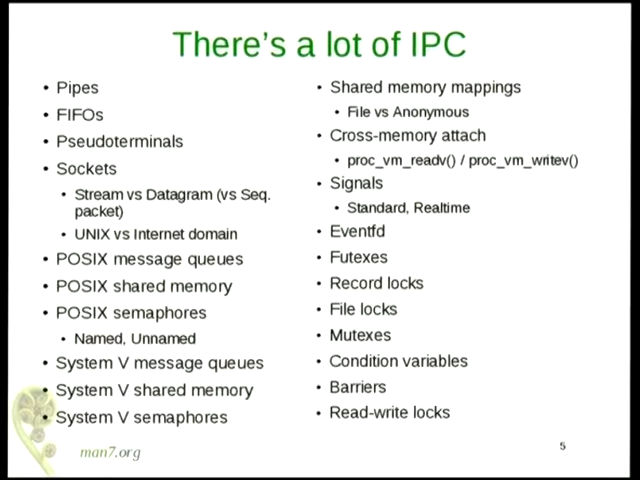 There's a lot of IPC
• Pipes
• FIFOs
• Pseudoterminals
• Sockets
• Stream vs Datagram (vs Seq.
packet)
• UNIX vs Internet domain
• POSIX message queues
• POSIX shared memory
• POSIX semaphores
• Named, Unnamed
• System V message queues
• System V shared memory
• System V semaphores
• Shared memory mappings
• File vs Anonymous
• Cross-memory attach
• proc_vm_readv() / proc_vm_writev()
• Signals
• Standard, Realtime
• Eventfd
• Futexes
• Record locks
• File locks
• Mutexes
• Condition variables
• Barriers
• Read-write locks
man7.org
5